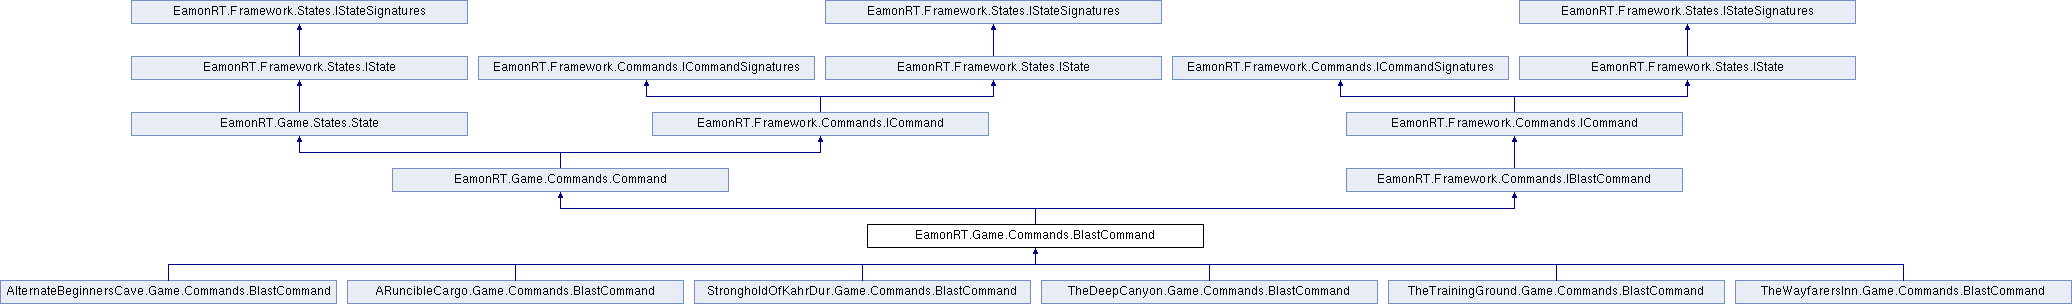 EamonRT.Framework.States.IStateSignatures
EamonRT.Framework.States.IStateSignatures
EamonRT.Framework.States.IStateSignatures
EamonRT.Framework.States.IState
EamonRT.Framework.Commands.ICommandSignatures
EamonRT.Framework.States.IState
EamonRT.Framework.Commands.ICommandSignatures
EamonRT.Framework.States.IState
EamonRT.Game.States.State
EamonRT.Framework.Commands.ICommand
EamonRT.Framework.Commands.ICommand
EamonRT.Game.Commands.Command
EamonRT.Framework.Commands.IBlastCommand
EamonRT.Game.Commands.BlastCommand
AlternateBeginnersCave.Game.Commands.BlastCommand
ARuncibleCargo.Game.Commands.BlastCommand
StrongholdOfKahrDur.Game.Commands.BlastCommand
TheDeepCanyon.Game.Commands.BlastCommand
TheTrainingGround.Game.Commands.BlastCommand
TheWayfarersInn.Game.Commands.BlastCommand